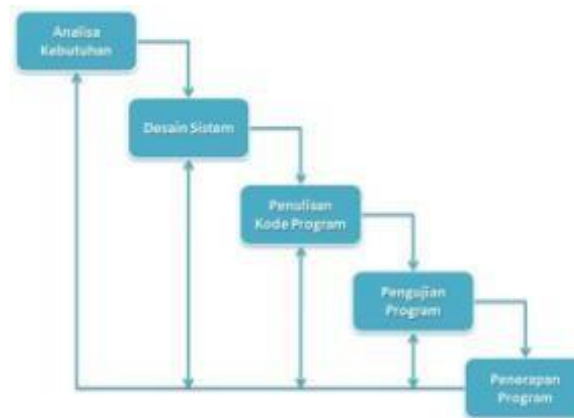 Analisa
Kebutuhan
Desain Sistem
Penulisan
Kode Program
Pengujian
Program
Penerapan
Program